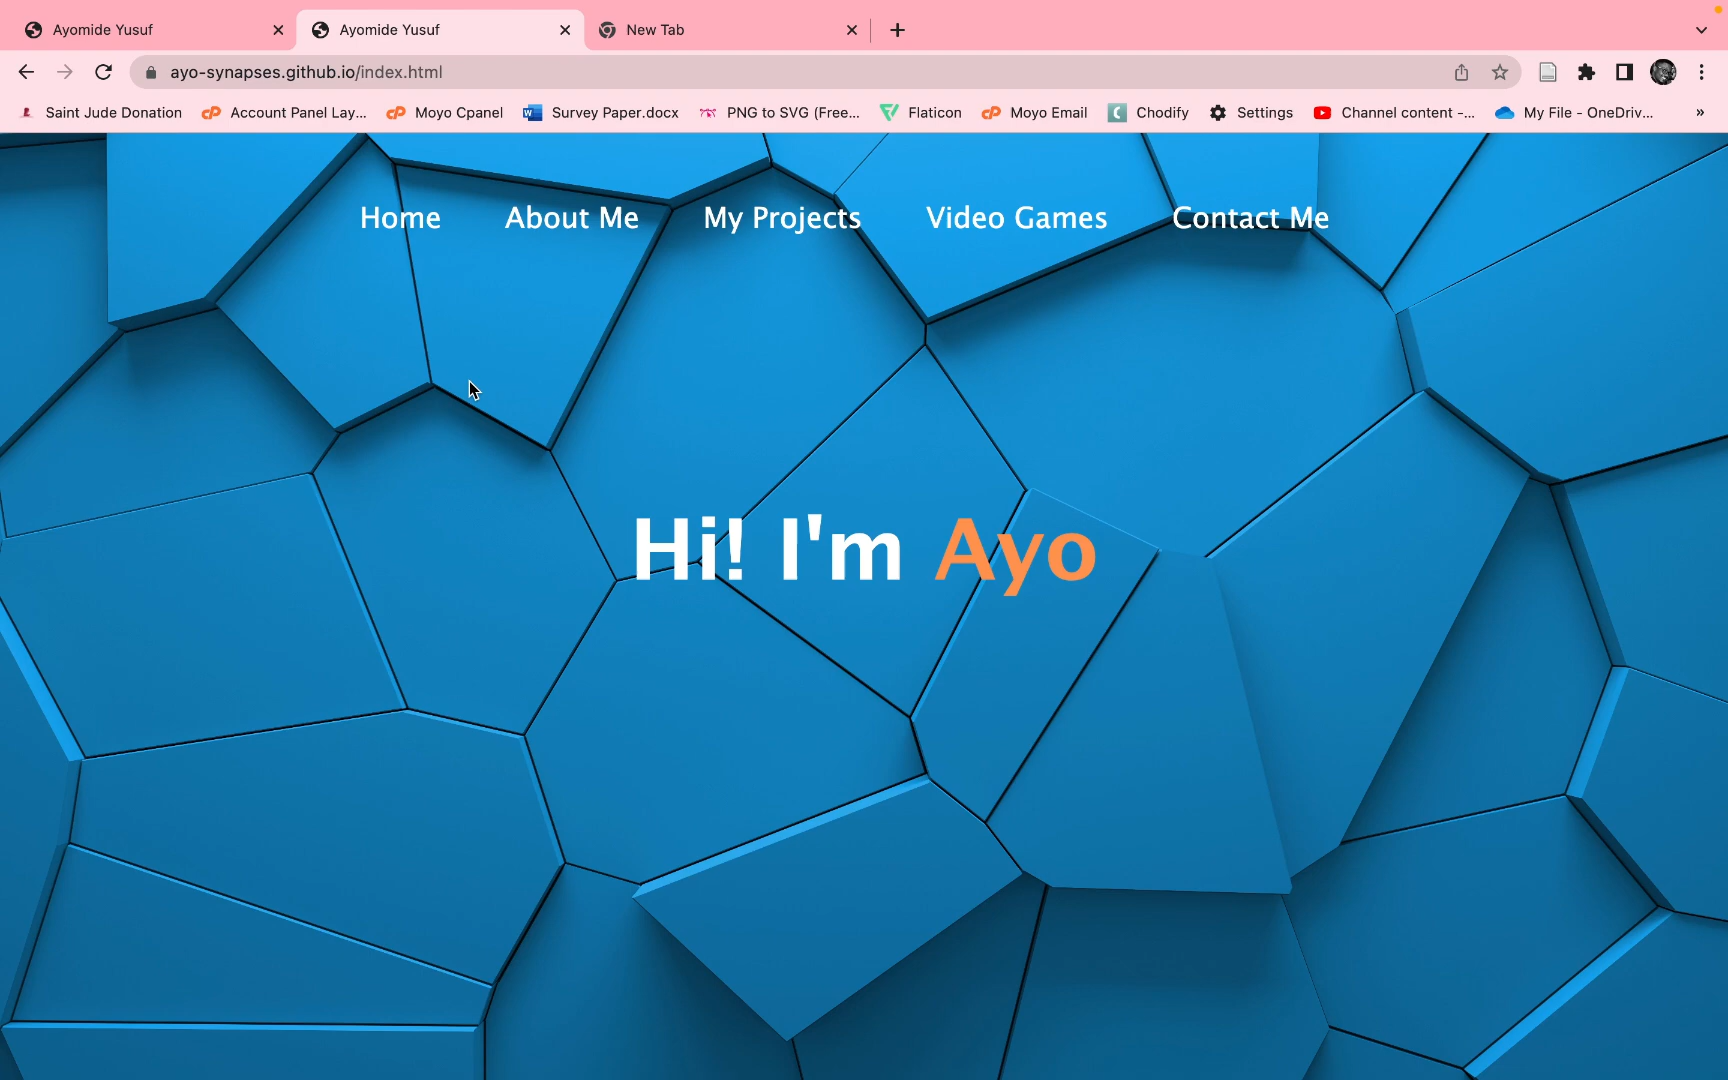 Ayomide Yusuf
Ayomide Yusuf
New Tab
ayo-synapses.github.io/index.html
Saint Jude Donation
Account Panel Lay...
Moyo Cpanel
Survey Paper.docx
PNG to SVG (Free...
Flaticon
Moyo Email
Chodify
Settings
Channel content -...
My File - OneDriv...
»
Home
About Me
My Projects
Video Games
Contact Me
Hi! I'm Ayo